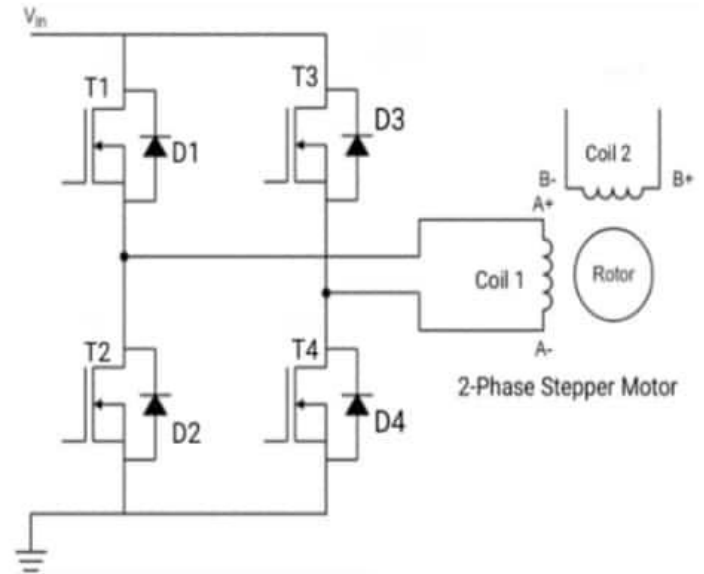 Vin
T1
T3
D1
D3
Coil 2
B-
B+
A+
Coil 1
Rotor
A-
T2
T4
2-Phase Stepper Motor
D2
D4